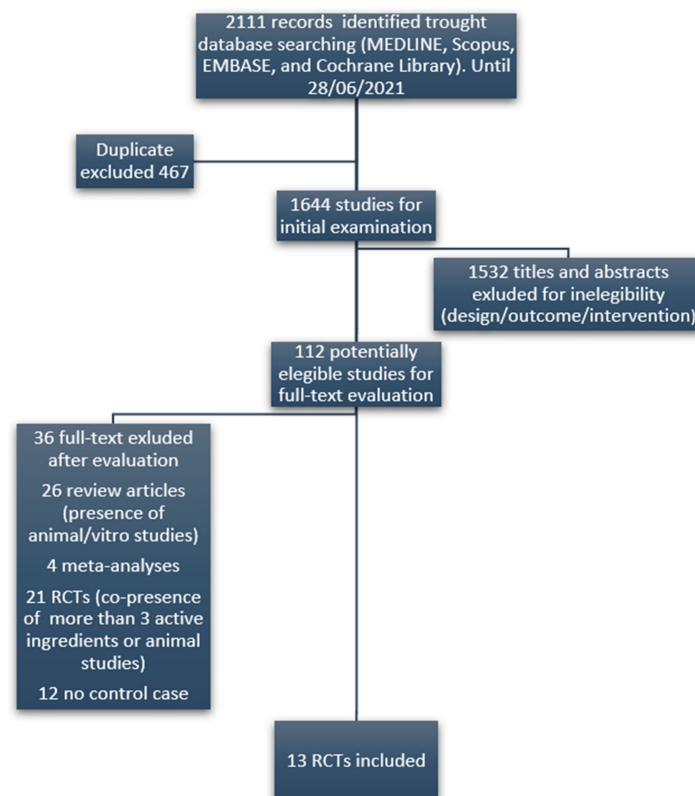 2111 records identified trought
database searching (MEDLINE, Scopus,
EMBASE, and Cochrane Library). Until
28/06/2021
Duplicate
excluded 467
1644 studies for
initial examination
1532 titles and abstracts
exluded for inelegibility
(design/outcome/intervention)
112 potentially
elegible studies for
full-text evaluation
36 full-text exluded
after evaluation
26 review articles
(presence of
animal/vitro studies)
4 meta-analyses
21 RCTs (co-presence
of more than 3 active
ingredients or animal
studies)
12 no control case
13 RCTs included